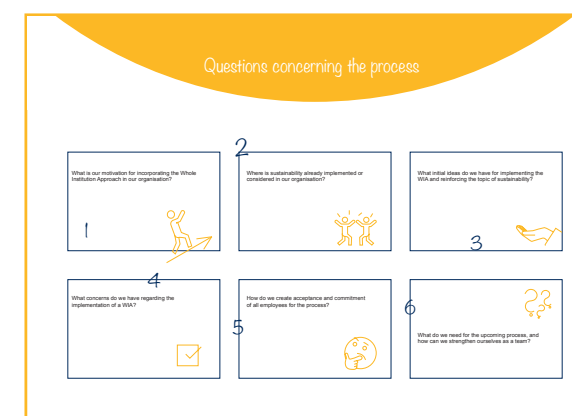 Questions concerning the process
2
What is our motivation for incorporating the Whole
Institution Approach in our organisation?
1
Where is sustainability already implemented or
considered in our organisation?
What initial ideas do we have for implementing the
WIA and reinforcing the topic of sustainability?
3
4
What concerns do we have regarding the
implementation of a WIA?
5
How do we create acceptance and commitment
of all employees for the process?
6
What do we need for the upcoming process, and
how can we strengthen ourselves as a team?